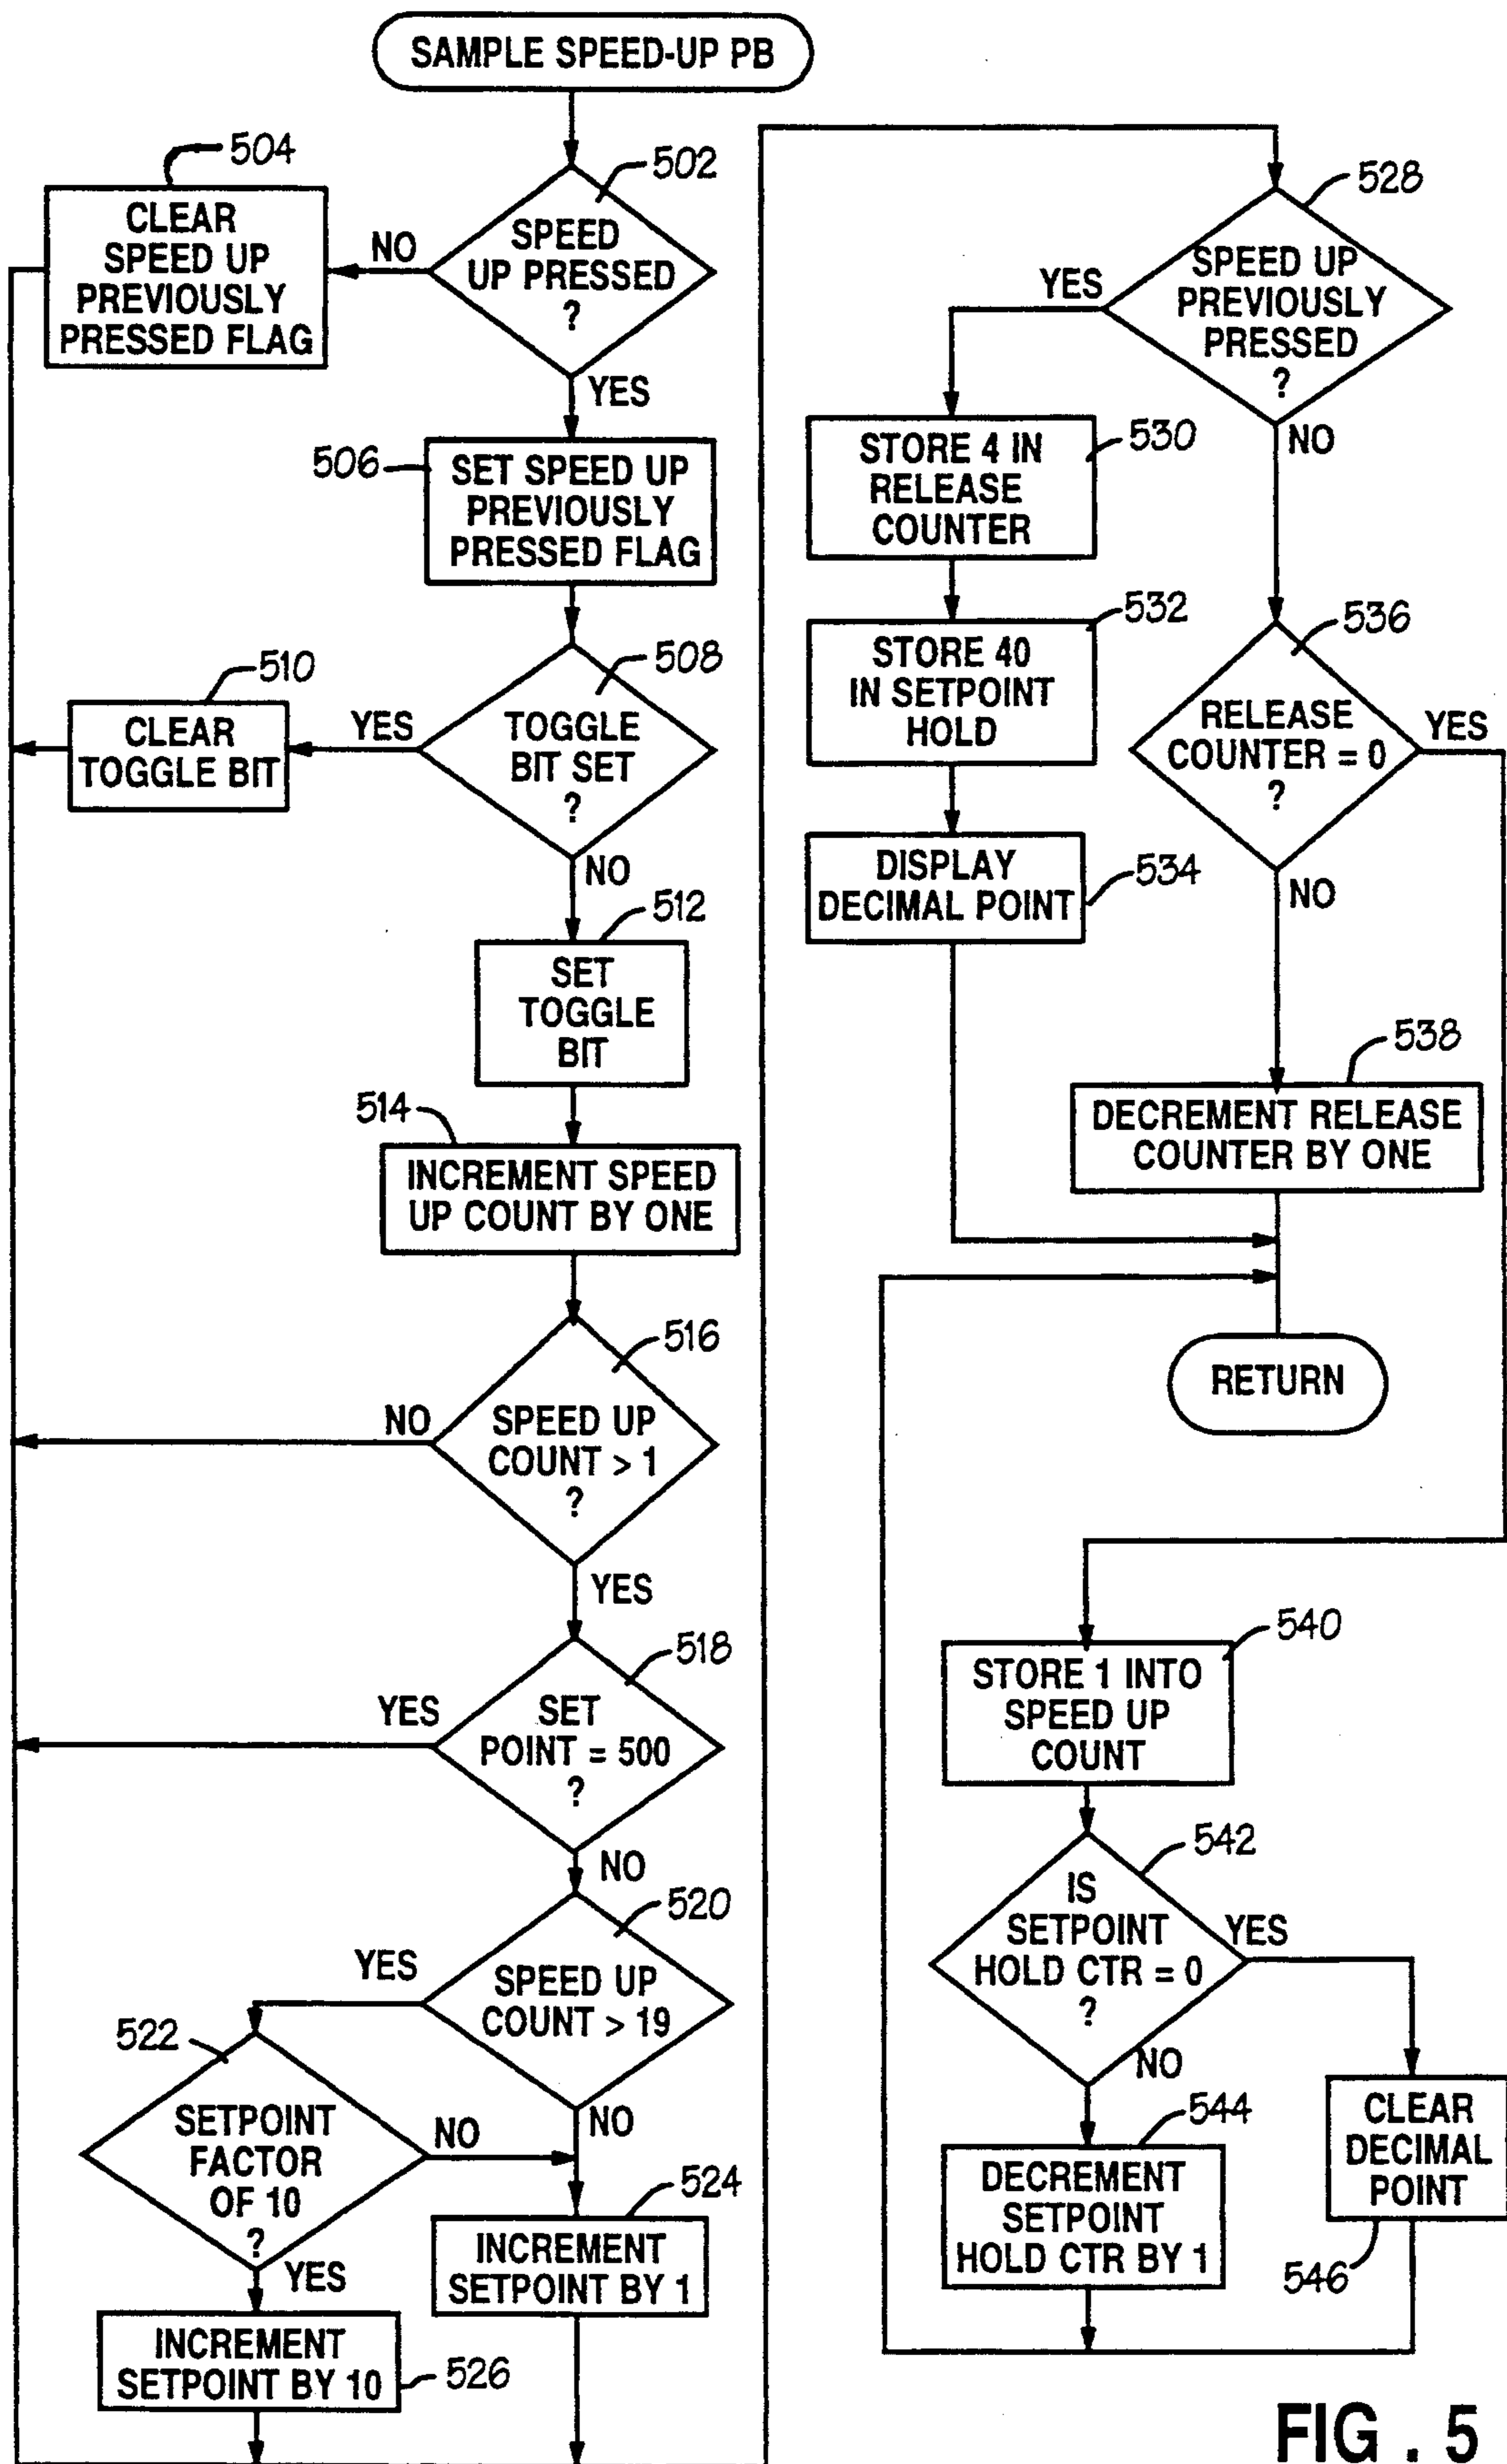 SAMPLE SPEED-UP PB
504
CLEAR
SPEED UP
PREVIOUSLY
PRESSED FLAG
NO
502
SPEED
UP PRESSED
?
YES
506
SET SPEED UP
PREVIOUSLY
PRESSED FLAG
510
CLEAR
TOGGLE BIT
YES
508
TOGGLE
BIT SET
?
NO
512
SET
TOGGLE
BIT
514
INCREMENT SPEED
UP COUNT BY ONE
516
NO
SPEED UP
COUNT > 1
?
YES
518
YES
SET
POINT = 500
?
NO
520
YES
SPEED UP
COUNT > 19
NO
522
SETPOINT
FACTOR
OF 10
?
NO
YES
524
INCREMENT
SETPOINT BY 1
INCREMENT
SETPOINT BY 10
526
528
SPEED UP
PREVIOUSLY
PRESSED
?
YES
NO
530
STORE 4 IN
RELEASE
COUNTER
532
STORE 40
IN SETPOINT
HOLD
DISPLAY
DECIMAL POINT
534
536
RELEASE
COUNTER = 0
?
YES
NO
538
DECREMENT RELEASE
COUNTER BY ONE
RETURN
540
STORE 1 INTO
SPEED UP
COUNT
542
IS
SETPOINT
HOLD CTR = 0
?
YES
NO
544
DECREMENT
SETPOINT
HOLD CTR BY 1
CLEAR
DECIMAL
POINT
546
FIG . 5